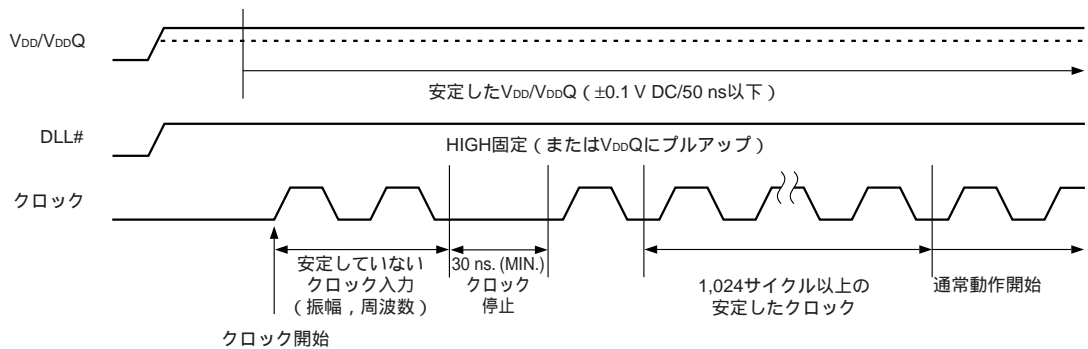 VDD/VDDQ
安定したVDD/VDDQ（±0.1 V DC/50 ns以下）
DLL#
HIGH固定（またはVDDQにプルアップ）
クロック
安定していない
クロック入力
（振幅，周波数）
30 ns. (MIN.)
クロック
停止
1,024サイクル以上の
安定したクロック
通常動作開始
クロック開始